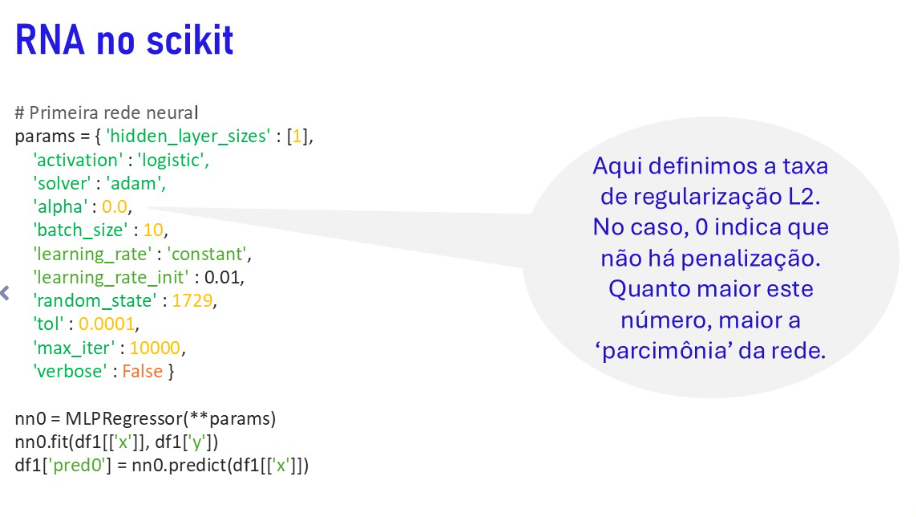 RNA no scikit
# Primeira rede neural
params = { 'hidden_layer_sizes' : [1],
'activation' : 'logistic',
'solver' : 'adam',
'alpha' : 0.0,
'batch_size' : 10,
'learning_rate' : 'constant',
'learning_rate_init' : 0.01,
'random_state' : 1729,
'tol' : 0.0001,
'max_iter' : 10000,
'verbose' : False }
nn0 = MLPRegressor(**params)
nn0.fit(df1[['x']], df1['y'])
df1['pred0'] = nn0.predict(df1[['x']])
Aqui definimos a taxa
de regularização L2.
No caso, 0 indica que
não há penalização.
Quanto maior este
número, maior a
‘parcimônia’ da rede.